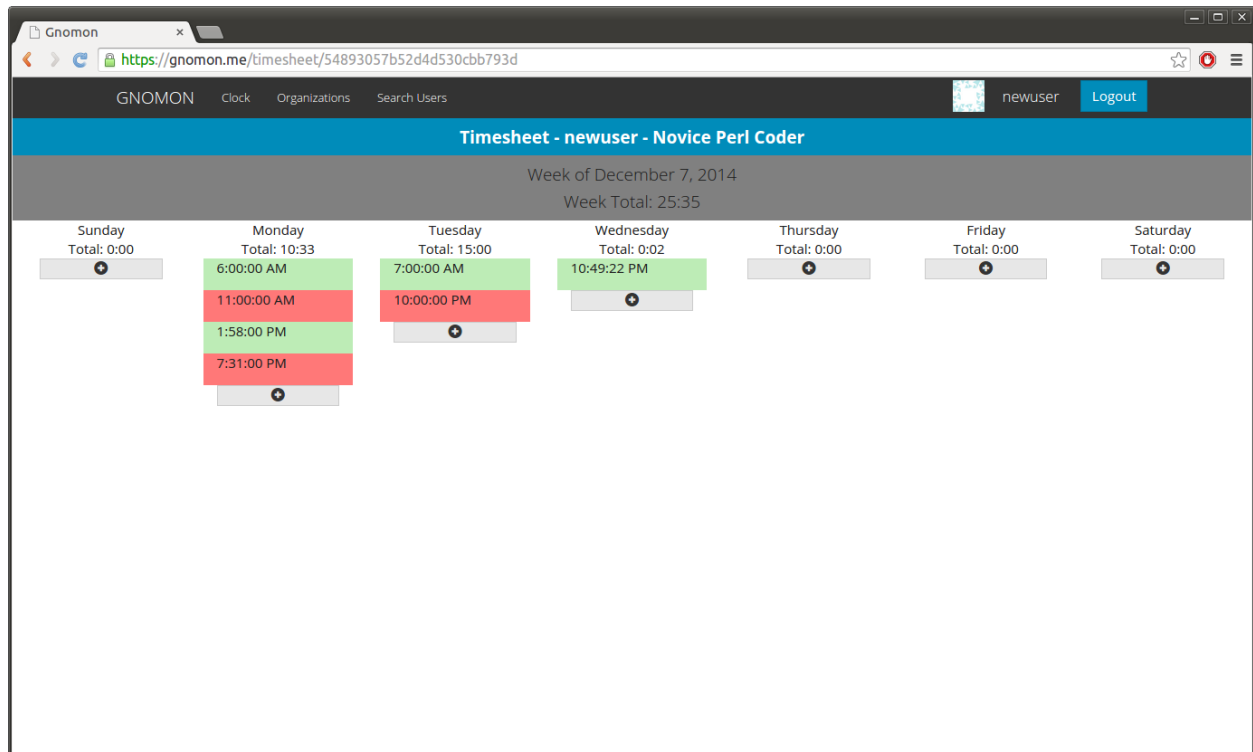 Gnomon
https://gnomon.me/timesheet/54893057b52d4d530cbb793d
GNOMON Clock Organizations Search Users newuser Logout
Timesheet - newuser - Novice Perl Coder
Week of December 7, 2014
Week Total: 25:35
Sunday
Total: 0:00
Monday
Total: 10:33
6:00:00 AM
11:00:00 AM
1:58:00 PM
7:31:00 PM
Tuesday
Total: 15:00
7:00:00 AM
10:00:00 PM
Wednesday
Total: 0:02
10:49:22 PM
Thursday
Total: 0:00
Friday
Total: 0:00
Saturday
Total: 0:00